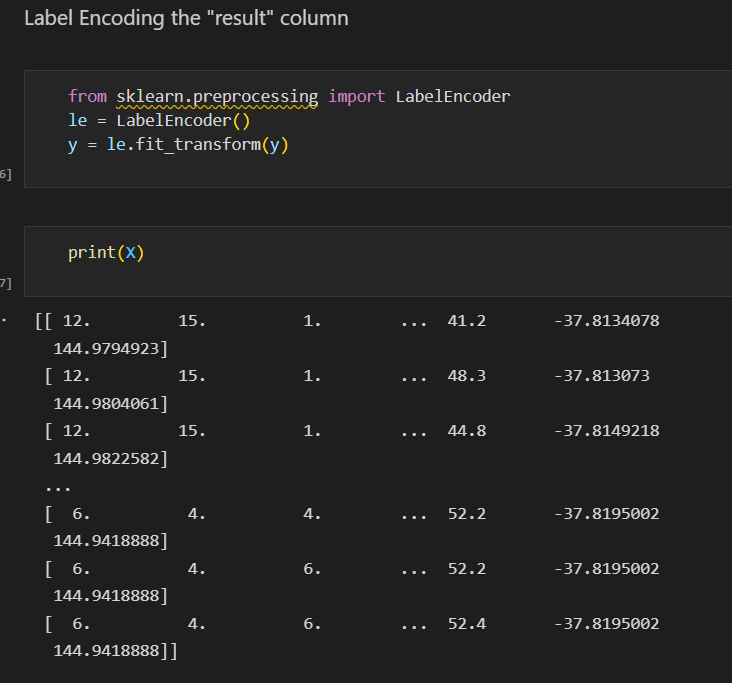 Label Encoding the "result" column
from sklearn.preprocessing import LabelEncoder
le = LabelEncoder()
y = le.fit_transform(y)
6]
print(X)
7]
[[ 12. 15. 1. ... 41.2 -37.8134078
144.9794923]
[ 12. 15. 1. ... 48.3 -37.813073
144.9804061]
[ 12. 15. 1. ... 44.8 -37.8149218
144.9822582]
...
[ 6. 4. 4. ... 52.2 -37.8195002
144.9418888]
[ 6. 4. 6. ... 52.2 -37.8195002
144.9418888]
[ 6. 4. 6. ... 52.4 -37.8195002
144.9418888]]